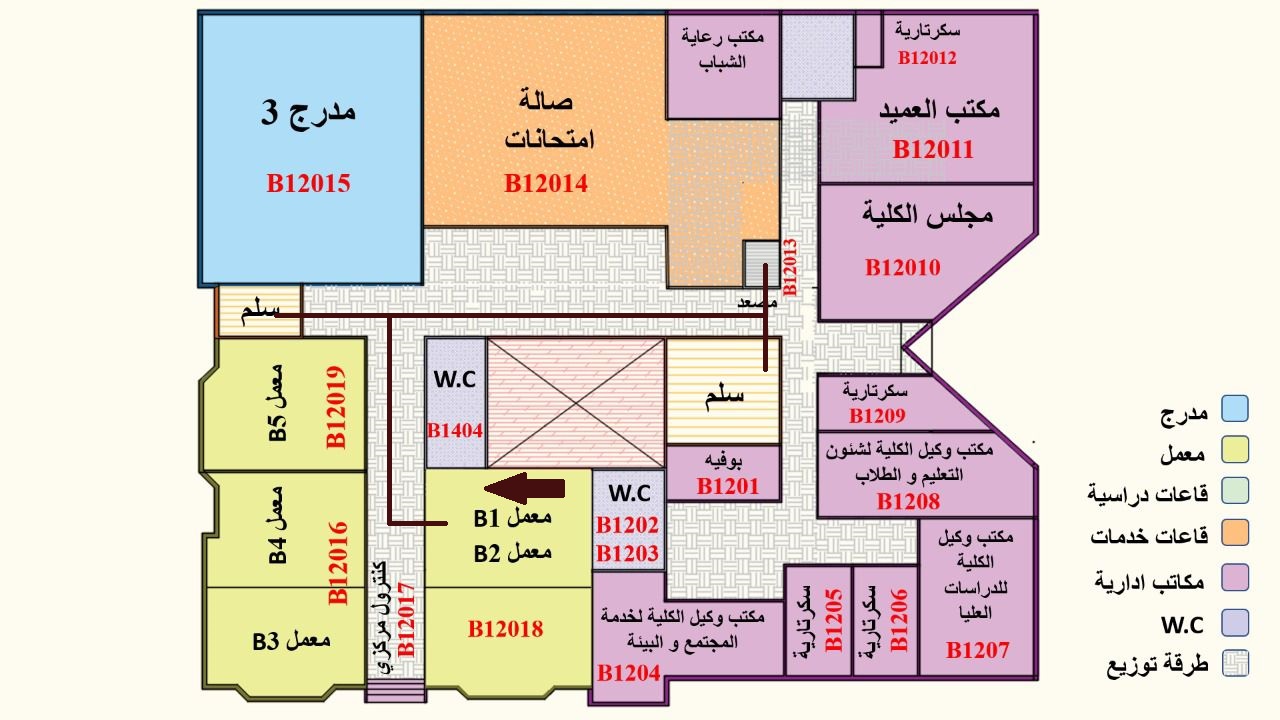 مدرج 3
B12015
صالة
امتحانات
B12014
مكتب رعاية
الشباب
سكرتارية
B12012
مكتب العميد
B12011
مجلس الكلية
B12010
B12013
مصعد
سلم
معمل B5
B12019
W.C
B1404
سلم
سكرتارية
B1209
مكتب وكيل الكلية لشئون
التعليم و الطلاب
B1208
بوفيه
B1201
معمل B1
معمل B2
W.C
B1202
B1203
معمل B4
B12016
معمل B3
كنترول مركزي
B12017
B12018
مكتب وكيل الكلية لخدمة
المجتمع و البيئة
B1204
سكرتارية
B1205
سكرتارية
B1206
مكتب وكيل
الكلية
للدراسات
العليا
B1207
مدرج
معمل
قاعات دراسية
قاعات خدمات
مكاتب ادارية
W.C
طرقة توزيع